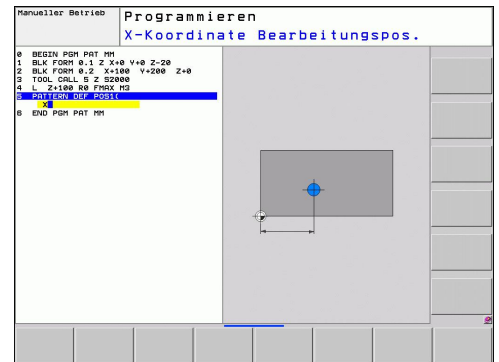 Manueller Betrieb
Programmieren
X-Koordinate Bearbeitungspos.
0 BEGIN PGM PAT MM
1 BLK FORM 0.1 Z X+0 Y+0 Z-20
2 BLK FORM 0.2 X+100 Y+200 Z+0
3 TOOL CALL 5 Z S2000
4 L Z+100 R0 FMAX M3
5 PATTERN DEF POS1(
X
6 END PGM PAT MM